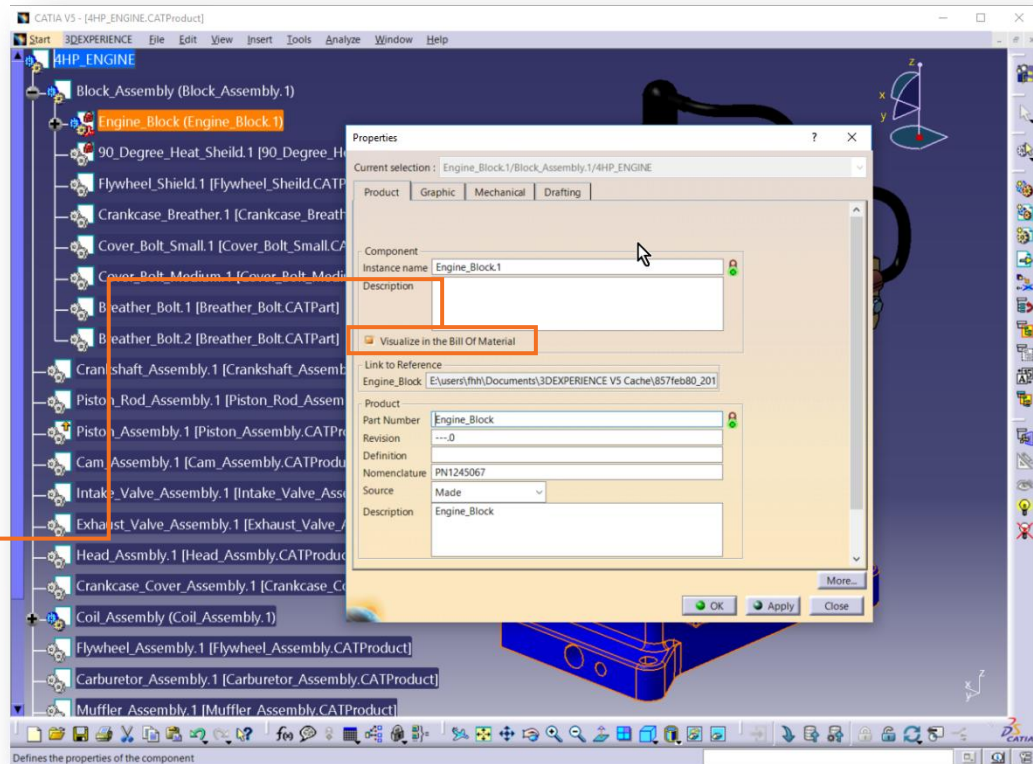 CATIA V5 - [4HP_ENGINE.CATProduct]
Start 3DEXPERIENCE File Edit View Insert Tools Analyze Window Help
4HP_ENGINE
Block_Assembly (Block_Assembly.1)
Engine_Block (Engine_Block.1)
90_Degree_Heat_Sheild.1 [90_Degree_He
Flywheel_Shield.1 [Flywheel_Sheild.CATP
Crankcase_Breather.1 [Crankcase_Breath
Cover_Bolt_Small.1 [Cover_Bolt_Small.CA
Cover_Bolt_Medium.1 [Cover_Bolt_Medi
Breather_Bolt.1 [Breather_Bolt.CATPart]
Breather_Bolt.2 [Breather_Bolt.CATPart]
Crankshaft_Assembly.1 [Crankshaft_Assemb
Piston_Rod_Assembly.1 [Piston_Rod_Assem
Piston_Assembly.1 [Piston_Assembly.CATPr
Cam_Assembly.1 [Cam_Assembly.CATProdu
Intake_Valve_Assembly.1 [Intake_Valve_Asse
Exhaust_Valve_Assembly.1 [Exhaust_Valve_A
Head_Assmbly.1 [Head_Assmbly.CATProduc
Crankcase_Cover_Assembly.1 [Crankcase_Co
Coil_Assembly (Coil_Assembly.1)
Flywheel_Assembly.1 [Flywheel_Assembly.CATProduct]
Carburetor_Assembly.1 [Carburetor_Assembly.CATProduct]
Muffler_Assembly.1 [Muffler_Assembly.CATProduct]
Properties ? X
Current selection : Engine_Block.1/Block_Assembly.1/4HP_ENGINE
Product Graphic Mechanical Drafting
Component
Instance name Engine_Block.1
Description
Visualize in the Bill Of Material
Link to Reference
Engine_Block E:\users\fhh\Documents\3DEXPERIENCE V5 Cache\857feb80_201
Product
Part Number Engine_Block
Revision ---.0
Definition
Nomenclature PN1245067
Source Made
Description Engine_Block
More...
OK Apply Close
z
x
y
z
x
y
f(x)
CATIA
Defines the properties of the component